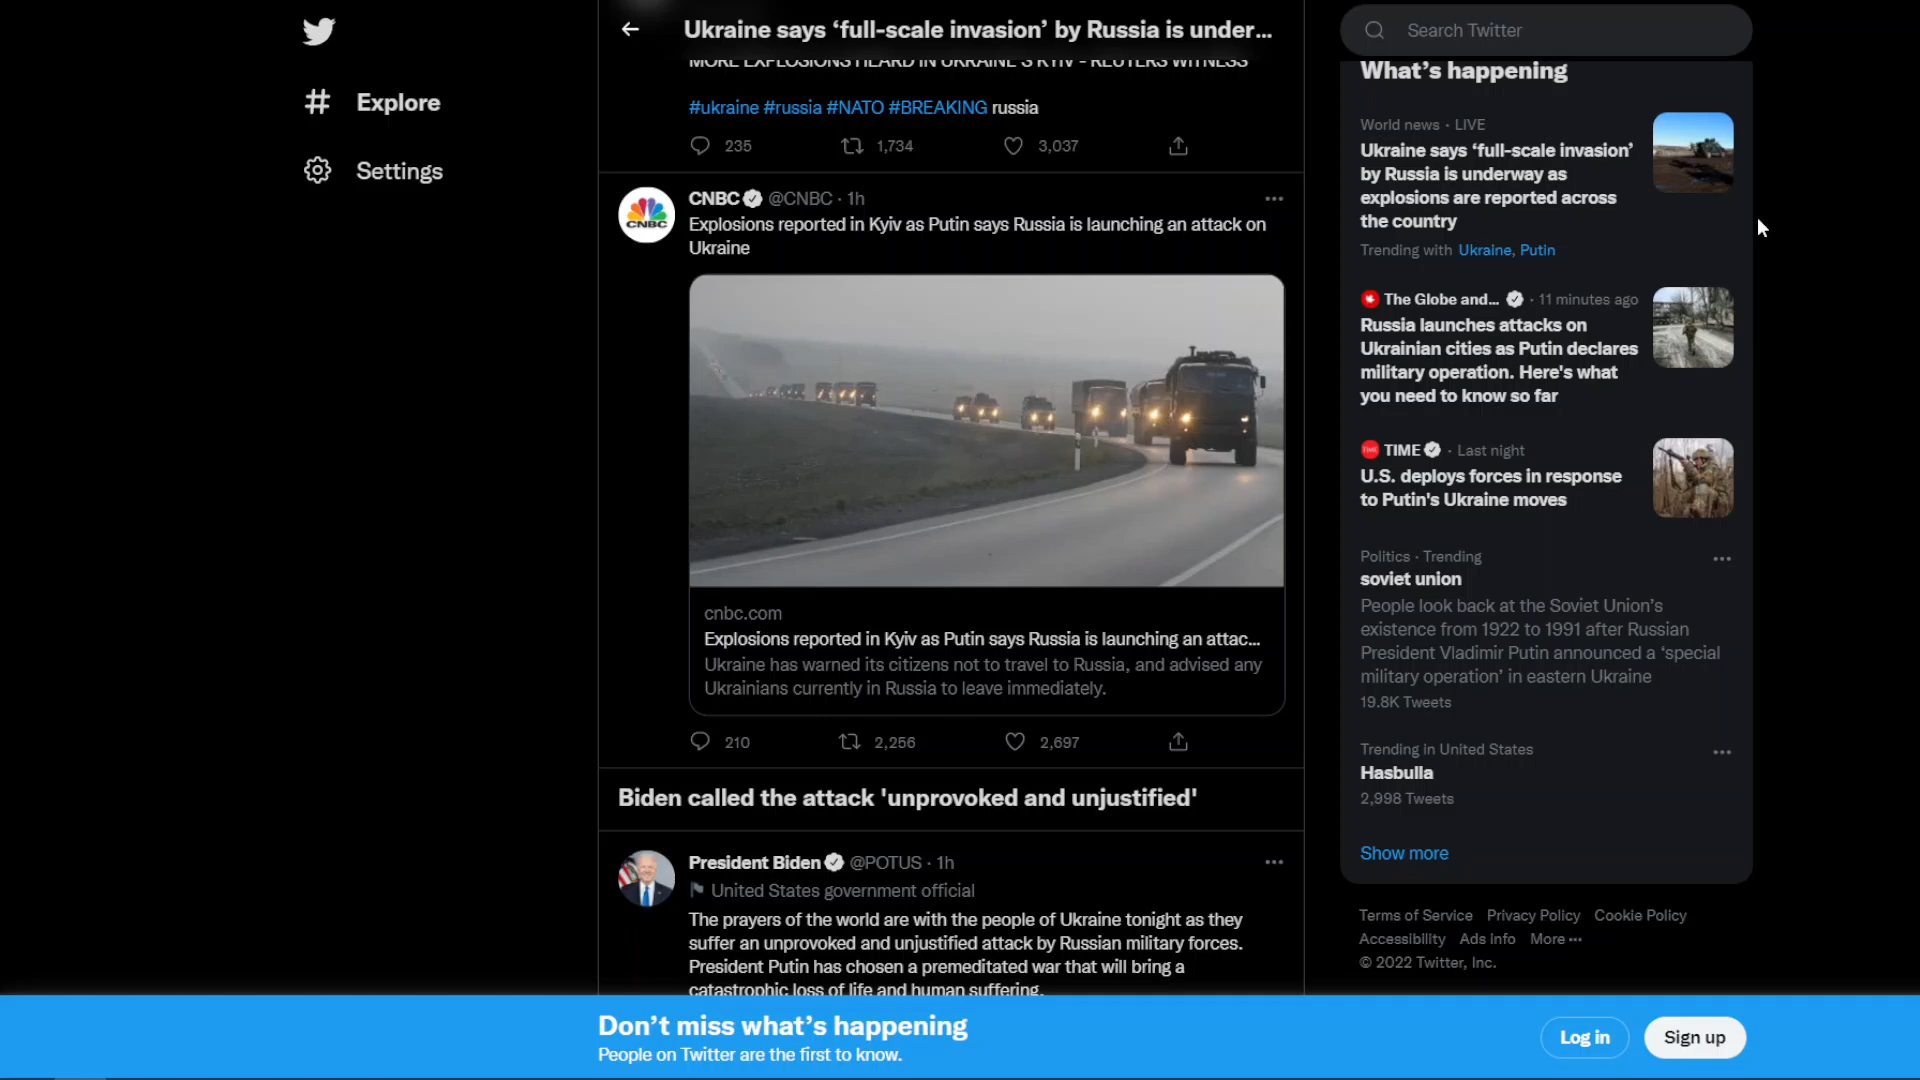 Explore
Settings
Ukraine says ‘full-scale invasion’ by Russia is under...
MORE EXPLOSIONS HEARD IN UKRAINE'S KYIV - REUTERS WITNESS
#ukraine #russia #NATO #BREAKING russia
235 1,734 3,037
CNBC @CNBC · 1h
Explosions reported in Kyiv as Putin says Russia is launching an attack on
Ukraine
CNBC
cnbc.com
Explosions reported in Kyiv as Putin says Russia is launching an attac...
Ukraine has warned its citizens not to travel to Russia, and advised any
Ukrainians currently in Russia to leave immediately.
210 2,256 2,697
Biden called the attack 'unprovoked and unjustified'
President Biden @POTUS · 1h
United States government official
The prayers of the world are with the people of Ukraine tonight as they
suffer an unprovoked and unjustified attack by Russian military forces.
President Putin has chosen a premeditated war that will bring a
catastrophic loss of life and human suffering.
Search Twitter
What’s happening
World news · LIVE
Ukraine says ‘full-scale invasion’
by Russia is underway as
explosions are reported across
the country
Trending with Ukraine, Putin
The Globe and... · 11 minutes ago
Russia launches attacks on
Ukrainian cities as Putin declares
military operation. Here's what
you need to know so far
TIME · Last night
U.S. deploys forces in response
to Putin's Ukraine moves
Politics · Trending
soviet union
People look back at the Soviet Union’s
existence from 1922 to 1991 after Russian
President Vladimir Putin announced a ‘special
military operation’ in eastern Ukraine
19.8K Tweets
Trending in United States
Hasbulla
2,998 Tweets
Show more
Terms of Service Privacy Policy Cookie Policy
Accessibility Ads info More ···
© 2022 Twitter, Inc.
Don’t miss what’s happening
People on Twitter are the first to know.
Log in
Sign up